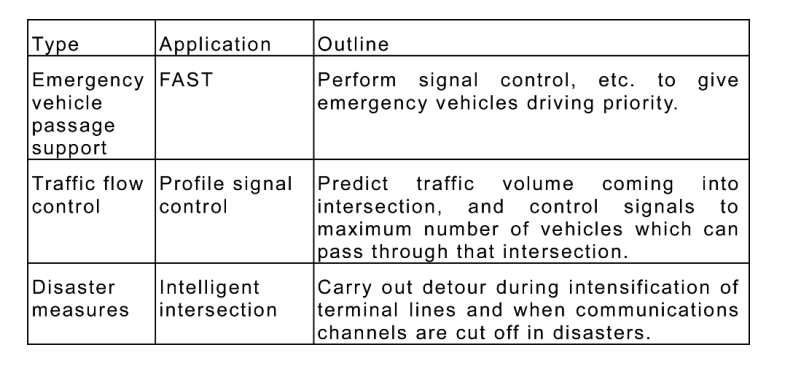 Type Application Outline
Emergency FAST Perform signal control, etc. to give
vehicle emergency vehicles driving priority.
passage
support
Traffic flow Profile signal Predict traffic volume coming into
control control intersection, and control signals to
maximum number of vehicles which can
pass through that intersection.
Disaster Intelligent Carry out detour during intensification of
measures intersection terminal lines and when communications
channels are cut off in disasters.